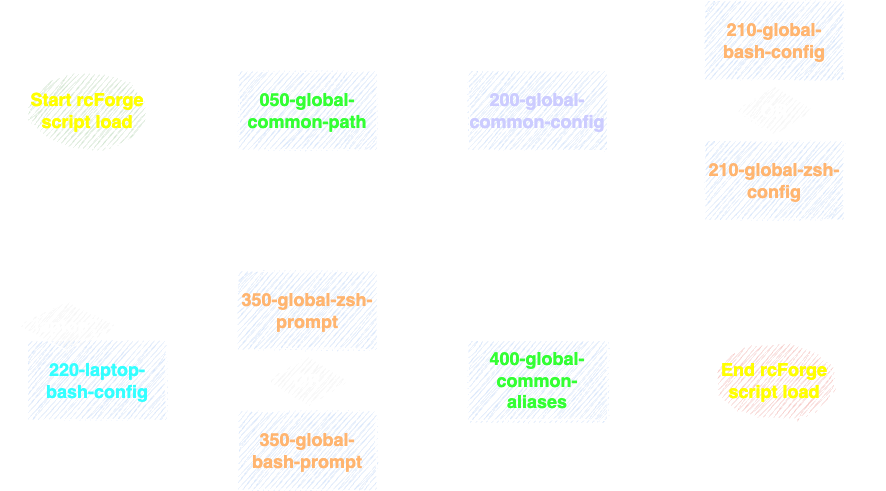 Start rcForge
script load
050-global-
common-path
200-global-
common-config
210-global-
bash-config
210-global-zsh-
config
220-laptop-
bash-config
350-global-zsh-
prompt
350-global-
bash-prompt
400-global-
common-
aliases
End rcForge
script load